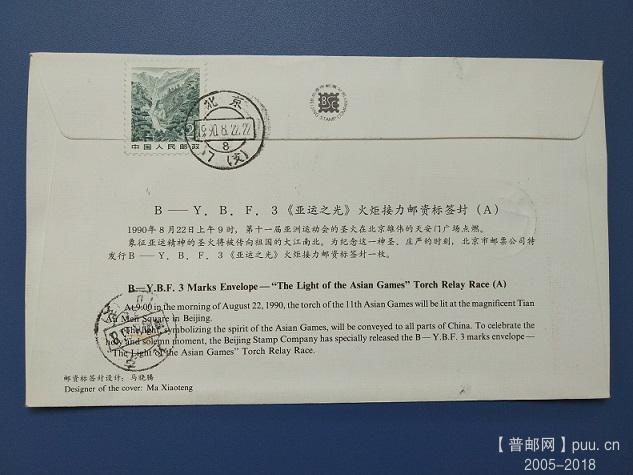 2
中国人民邮政
北京
1990.8.22.22
8
(支)
BSC
BEIJING STAMP COMPANY
B — Y. B. F. 3《亚运之光》火炬接力邮资标签封 (A)
1990年8月22日上午9时，第十一届亚洲运动会的圣火在北京雄伟的天安门广场点燃。
象征亚运精神的圣火将被传向祖国的大江南北。为纪念这一神圣、庄严的时刻，北京市邮票公司特
发行B — Y. B. F. 3《亚运之光》火炬接力邮资标签封一枚。
B.—Y.B.F. 3 Marks Envelope—"The Light of the Asian Games" Torch Relay Race (A)
At 9:00 in the morning of August 22, 1990, the torch of the 11th Asian Games will be lit at the magnificent Tian
An Men Square in Beijing.
The light, symbolizing the spirit of the Asian Games, will be conveyed to all parts of China. To celebrate the
holy and solemn moment, the Beijing Stamp Company has specially released the B—Y.B.F. 3 marks envelope—
"The Light of the Asian Games" Torch Relay Race.
邮资标签封设计：马晓腾
Designer of the cover: Ma Xiaoteng
【普邮网】puu.cn
2005-2018